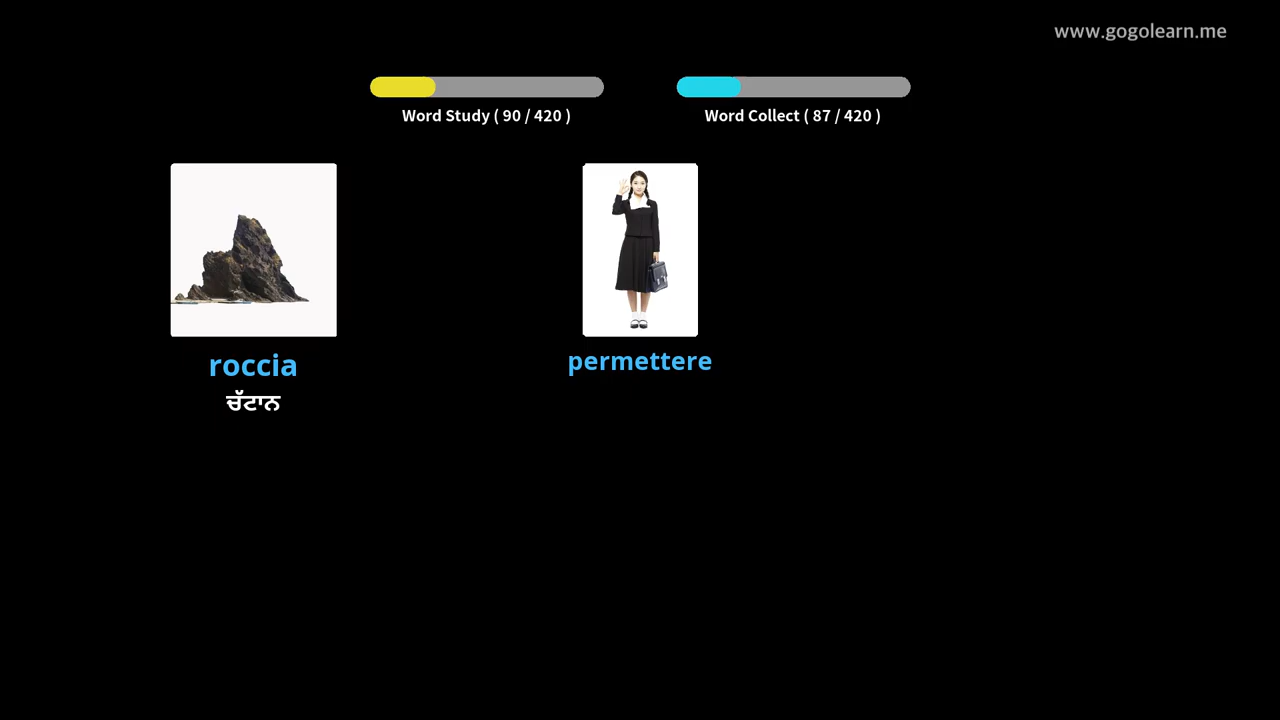 www.gogolearn.me
Word Study ( 90 / 420 )
Word Collect ( 87 / 420 )
roccia
ਚੱਟਾਨ
permettere